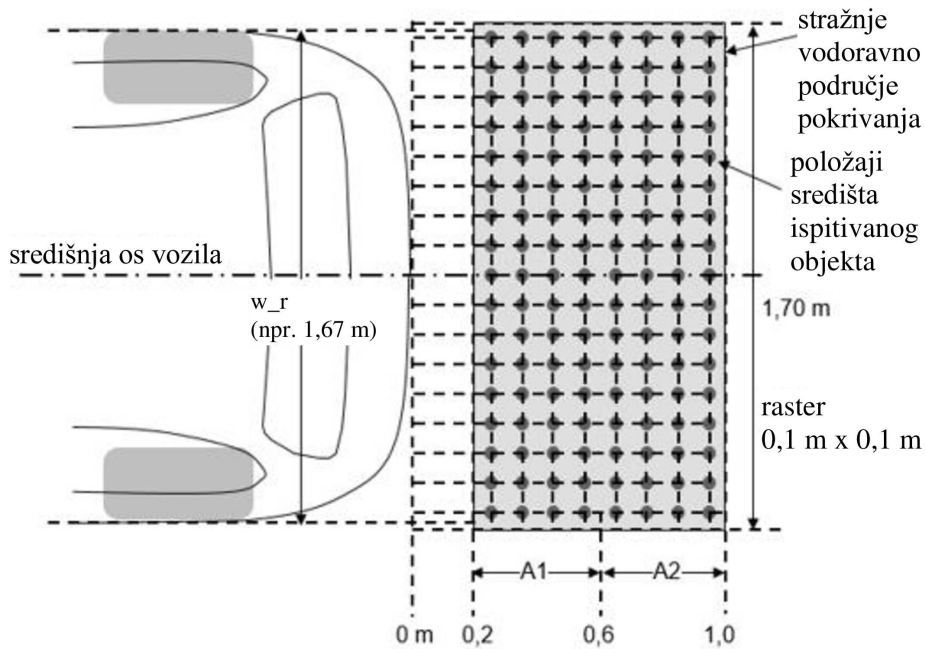 stražnje
vodoravno
područje
pokrivanja
položaji
središta
ispitivanog
objekta
središnja os vozila
w_r
(npr. 1,67 m)
1,70 m
raster
0,1 m x 0,1 m
A1
A2
0 m
0,2
0,6
1,0